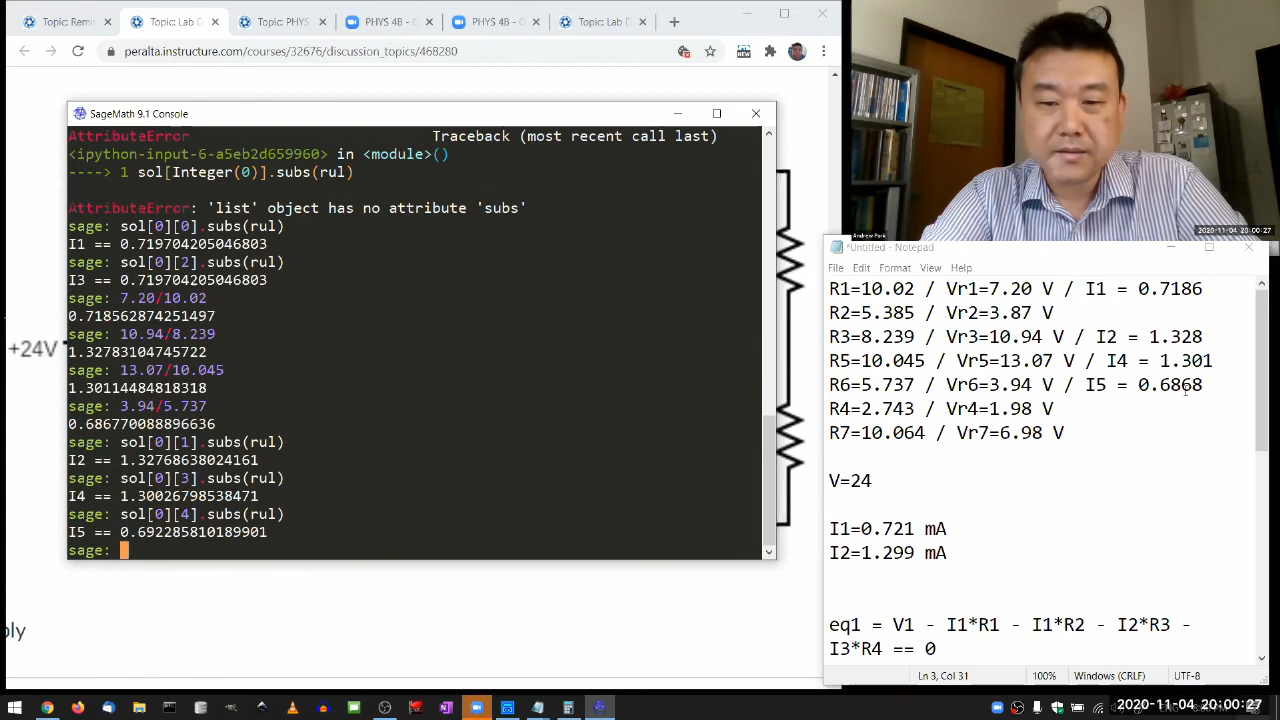 Topic: Remin
Topic: Lab D
Topic: PHYS
PHYS 4B - G
PHYS 4B - G
Topic: Lab D
peralta.instructure.com/courses/32676/discussion_topics/468280
NEW
SageMath 9.1 Console
AttributeError Traceback (most recent call last)
<ipython-input-6-a5eb2d659960> in <module>()
----> 1 sol[Integer(0)].subs(rul)
AttributeError: 'list' object has no attribute 'subs'
sage: sol[0][0].subs(rul)
I1 == 0.719704205046803
sage: sol[0][2].subs(rul)
I3 == 0.719704205046803
sage: 7.20/10.02
0.718562874251497
sage: 10.94/8.239
1.32783104745722
sage: 13.07/10.045
1.30114484818318
sage: 3.94/5.737
0.686770088896636
sage: sol[0][1].subs(rul)
I2 == 1.32768638024161
sage: sol[0][3].subs(rul)
I4 == 1.30026798538471
sage: sol[0][4].subs(rul)
I5 == 0.692285810189901
sage:
+24V
ply
Andrew Park
2020-11-04 20:00:27
*Untitled - Notepad
File Edit Format View Help
R1=10.02 / Vr1=7.20 V / I1 = 0.7186
R2=5.385 / Vr2=3.87 V
R3=8.239 / Vr3=10.94 V / I2 = 1.328
R5=10.045 / Vr5=13.07 V / I4 = 1.301
R6=5.737 / Vr6=3.94 V / I5 = 0.6868
R4=2.743 / Vr4=1.98 V
R7=10.064 / Vr7=6.98 V
V=24
I1=0.721 mA
I2=1.299 mA
eq1 = V1 - I1*R1 - I1*R2 - I2*R3 -
I3*R4 == 0
Ln 3, Col 31
100%
Windows (CRLF)
UTF-8
2020-11-04 20:00:27